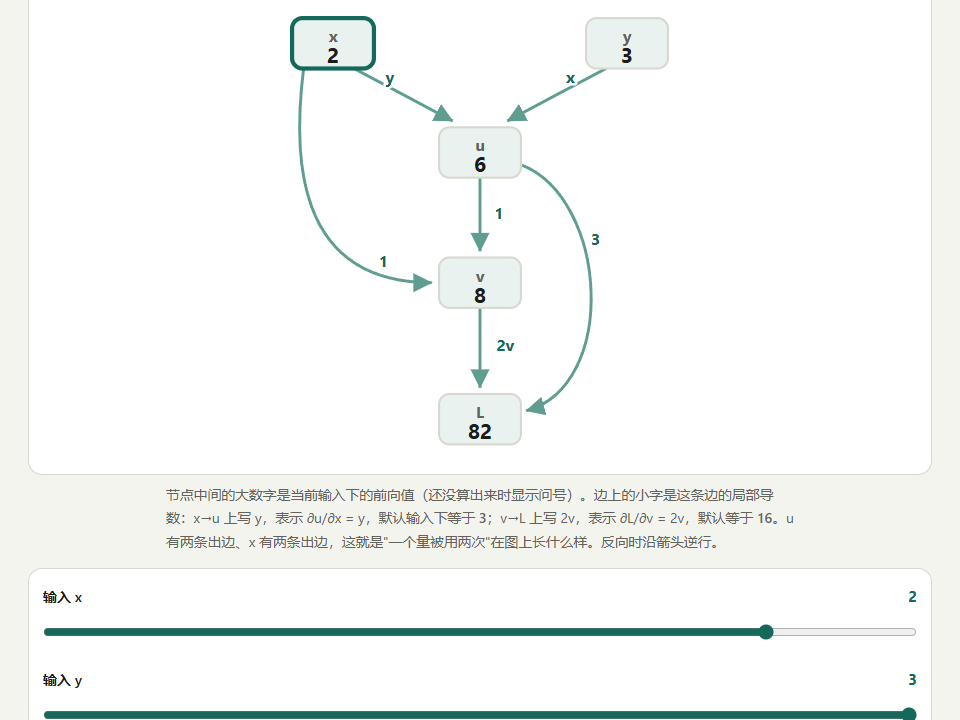 x
2
y
3
y
x
u
6
1
3
1
v
8
2v
L
82
节点中间的大数字是当前输入下的前向值（还没算出来时显示问号）。边上的小字是这条边的局部导
数：x→u 上写 y，表示 ∂u/∂x = y，默认输入下等于 3；v→L 上写 2v，表示 ∂L/∂v = 2v，默认等于 16。u
有两条出边、x 有两条出边，这就是"一个量被用两次"在图上长什么样。反向时沿箭头逆行。
输入 x
2
输入 y
3